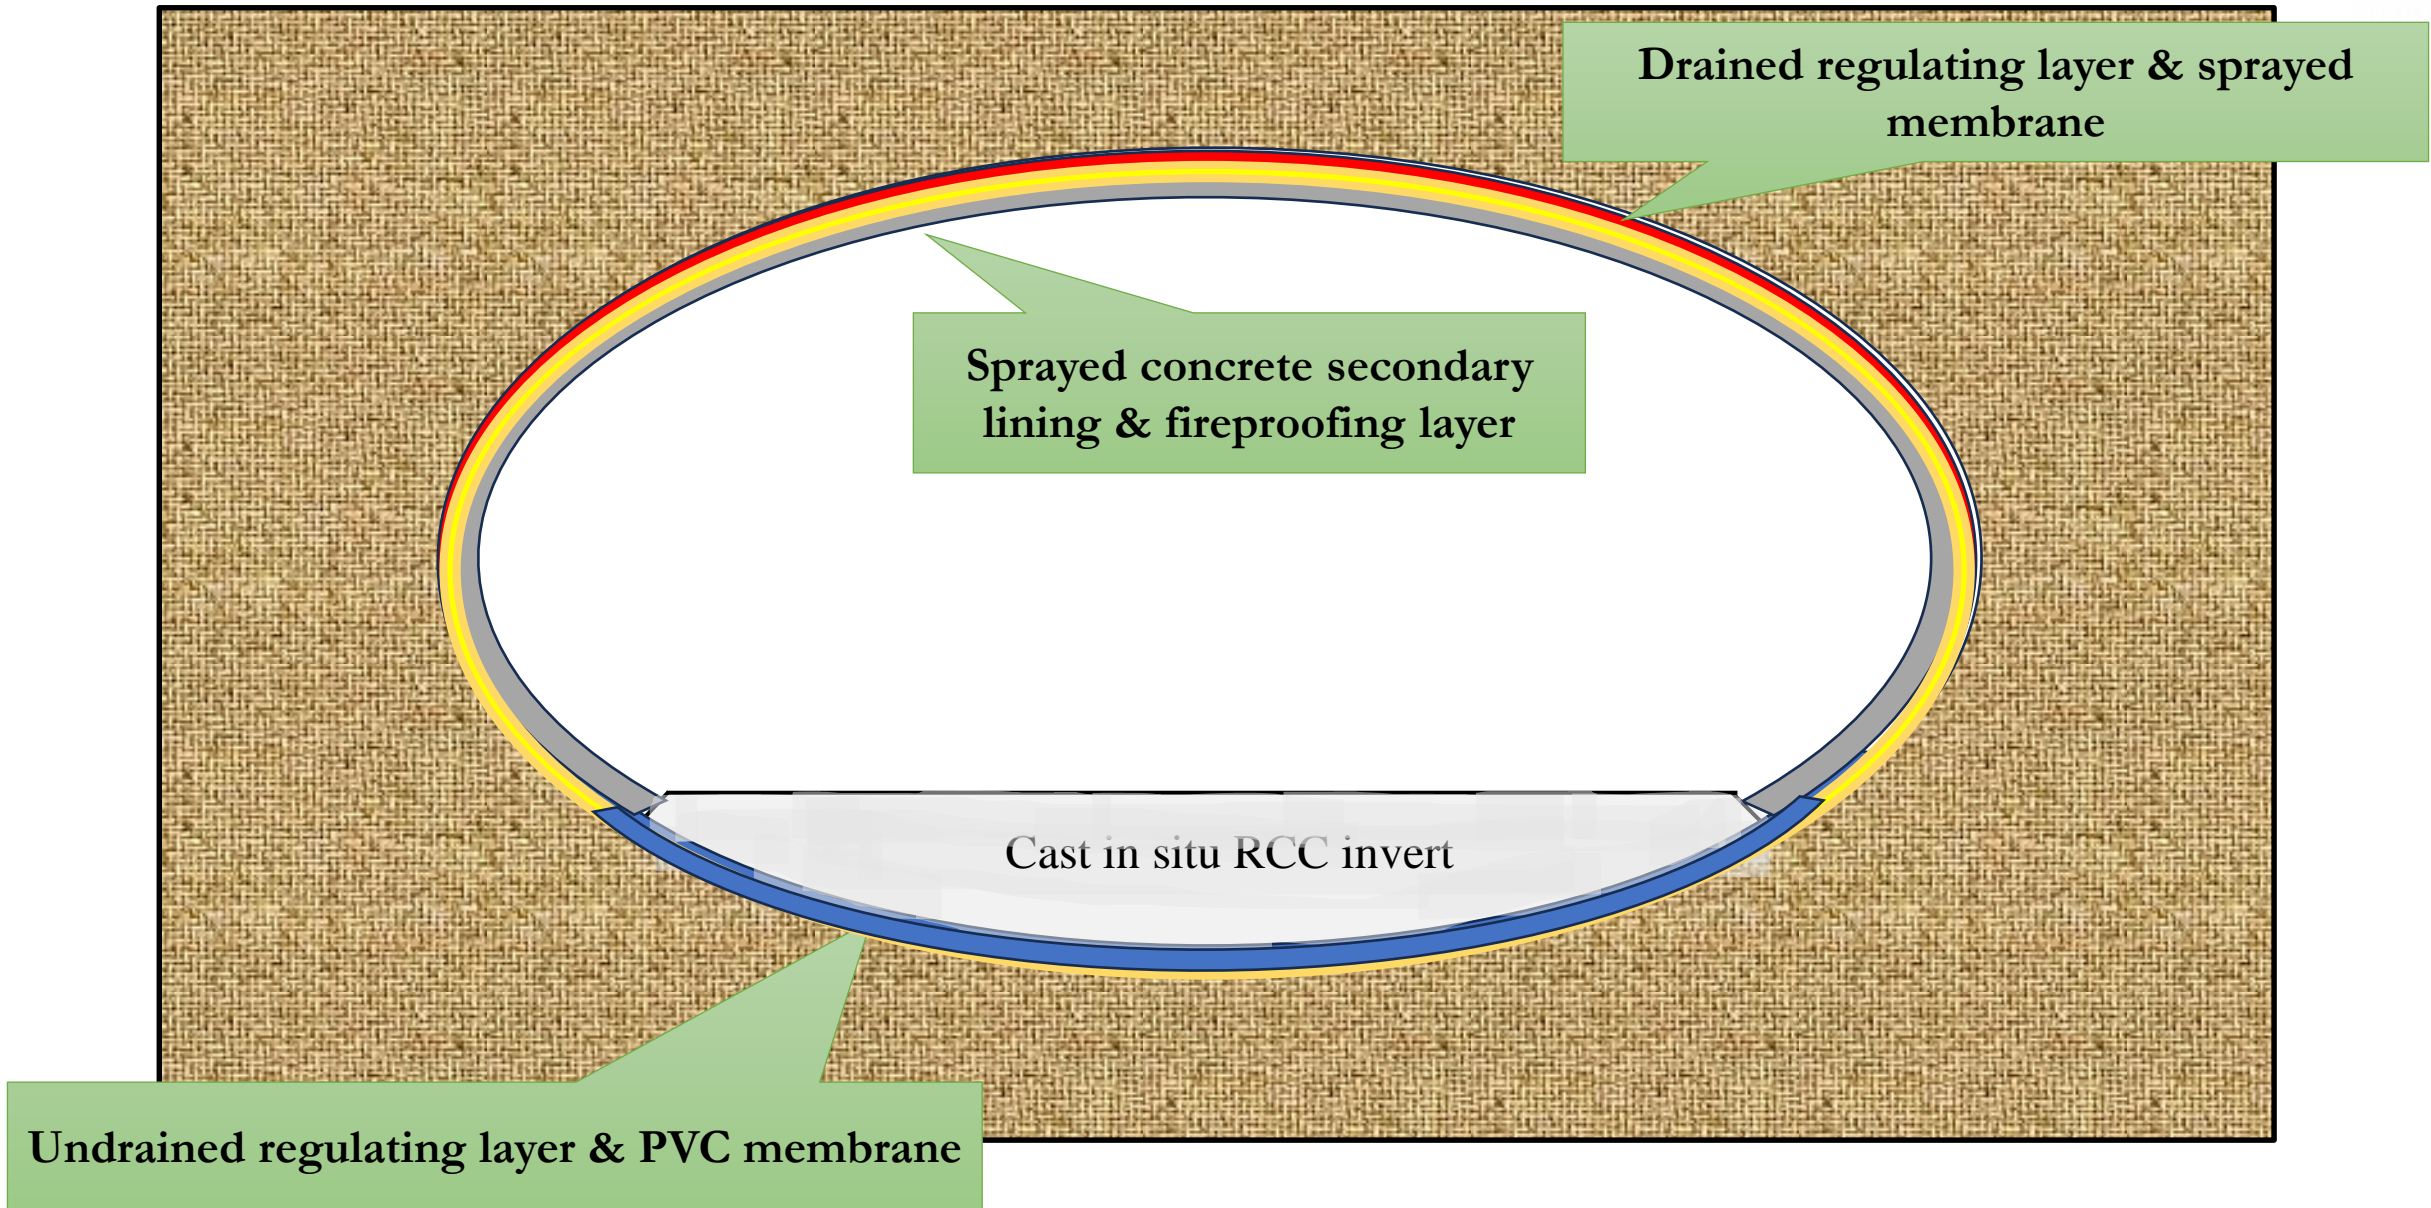 Drained regulating layer & sprayed
membrane
Sprayed concrete secondary
lining & fireproofing layer
Cast in situ RCC invert
Undrained regulating layer & PVC membrane